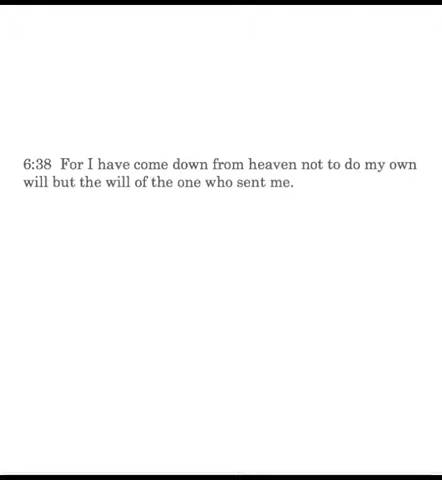 6:38 For I have come down from heaven not to do my own
will but the will of the one who sent me.